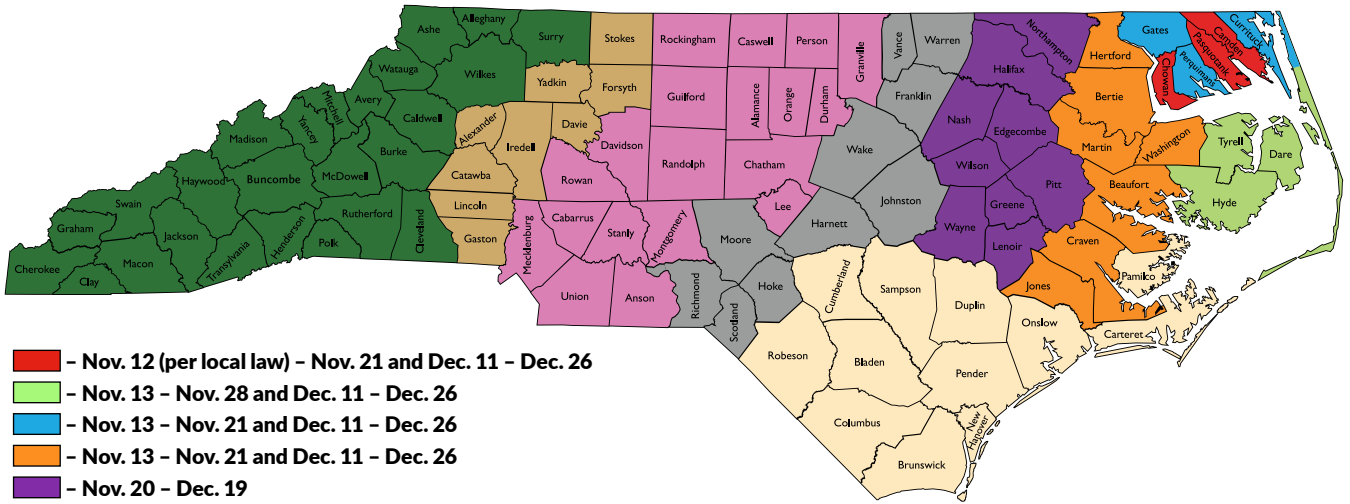 Alleghany
Ashe
Surry
Stokes
Rockingham
Caswell
Person
Granville
Vance
Warren
Northampton
Hertford
Gates
Currituck
Camden
Pasquotank
Perquimans
Chowan
Watauga
Wilkes
Yadkin
Forsyth
Guilford
Alamance
Orange
Durham
Franklin
Halifax
Bertie
Mitchell
Avery
Yancey
Caldwell
Alexander
Iredell
Davie
Davidson
Randolph
Chatham
Wake
Nash
Edgecombe
Martin
Washington
Tyrell
Dare
Madison
Burke
McDowell
Buncombe
Haywood
Catawba
Rowan
Wilson
Pitt
Beaufort
Hyde
Swain
Graham
Jackson
Transylvania
Henderson
Rutherford
Polk
Cleveland
Lincoln
Gaston
Mecklenburg
Cabarrus
Stanly
Montgomery
Lee
Moore
Harnett
Johnston
Greene
Wayne
Lenoir
Craven
Pamilco
Cherokee
Clay
Macon
Union
Anson
Richmond
Scotland
Hoke
Cumberland
Sampson
Duplin
Jones
Onslow
Carteret
Robeson
Bladen
Pender
Columbus
New
Hanover
Brunswick
– Nov. 12 (per local law) – Nov. 21 and Dec. 11 – Dec. 26
– Nov. 13 – Nov. 28 and Dec. 11 – Dec. 26
– Nov. 13 – Nov. 21 and Dec. 11 – Dec. 26
– Nov. 13 – Nov. 21 and Dec. 11 – Dec. 26
– Nov. 20 – Dec. 19